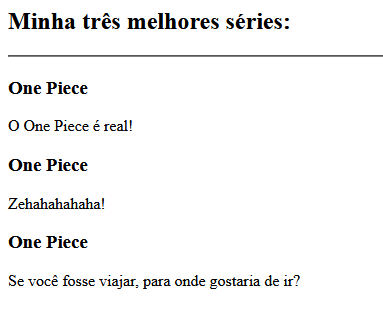 Minha três melhores séries:
One Piece
O One Piece é real!
One Piece
Zehahahahaha!
One Piece
Se você fosse viajar, para onde gostaria de ir?